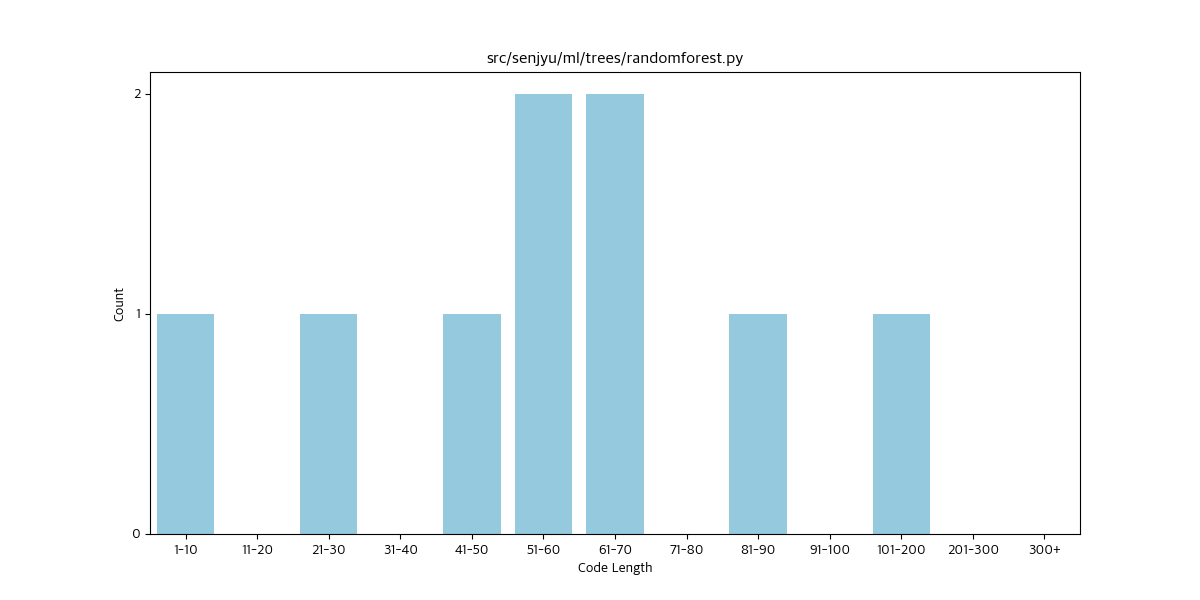 src/senjyu/ml/trees/randomforest.py
2
1
0
Count
1-10 11-20 21-30 31-40 41-50 51-60 61-70 71-80 81-90 91-100 101-200 201-300 300+
Code Length